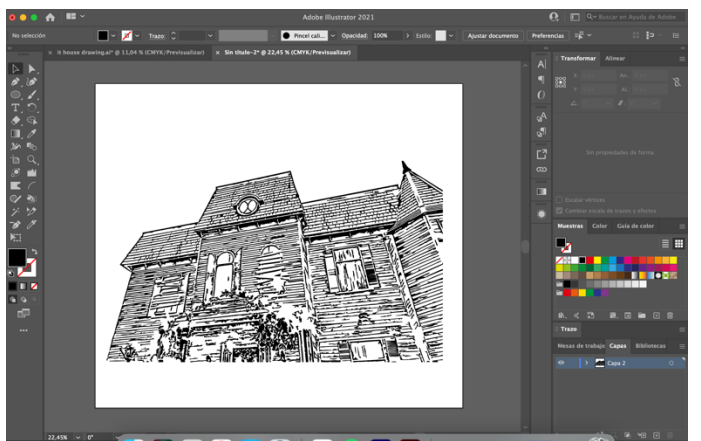 Adobe Illustrator 2021
Buscar en Ayuda de Adobe
No selección
Trazo:
Pincel cali...
Opacidad: 100%
Estilo:
Ajustar documento
Preferencias
It house drawing.ai* @ 11,04 % (CMYK/Previsualizar)
Sin título-2* @ 22,45 % (CMYK/Previsualizar)
Transformar Alinear
Sin propiedades de forma
Escalar vértices
Cambiar escala de trazos y efectos
Muestras Color Guía de color
Trazo
Mesas de trabajo Capas Bibliotecas
Capa 2
22,45% 0°